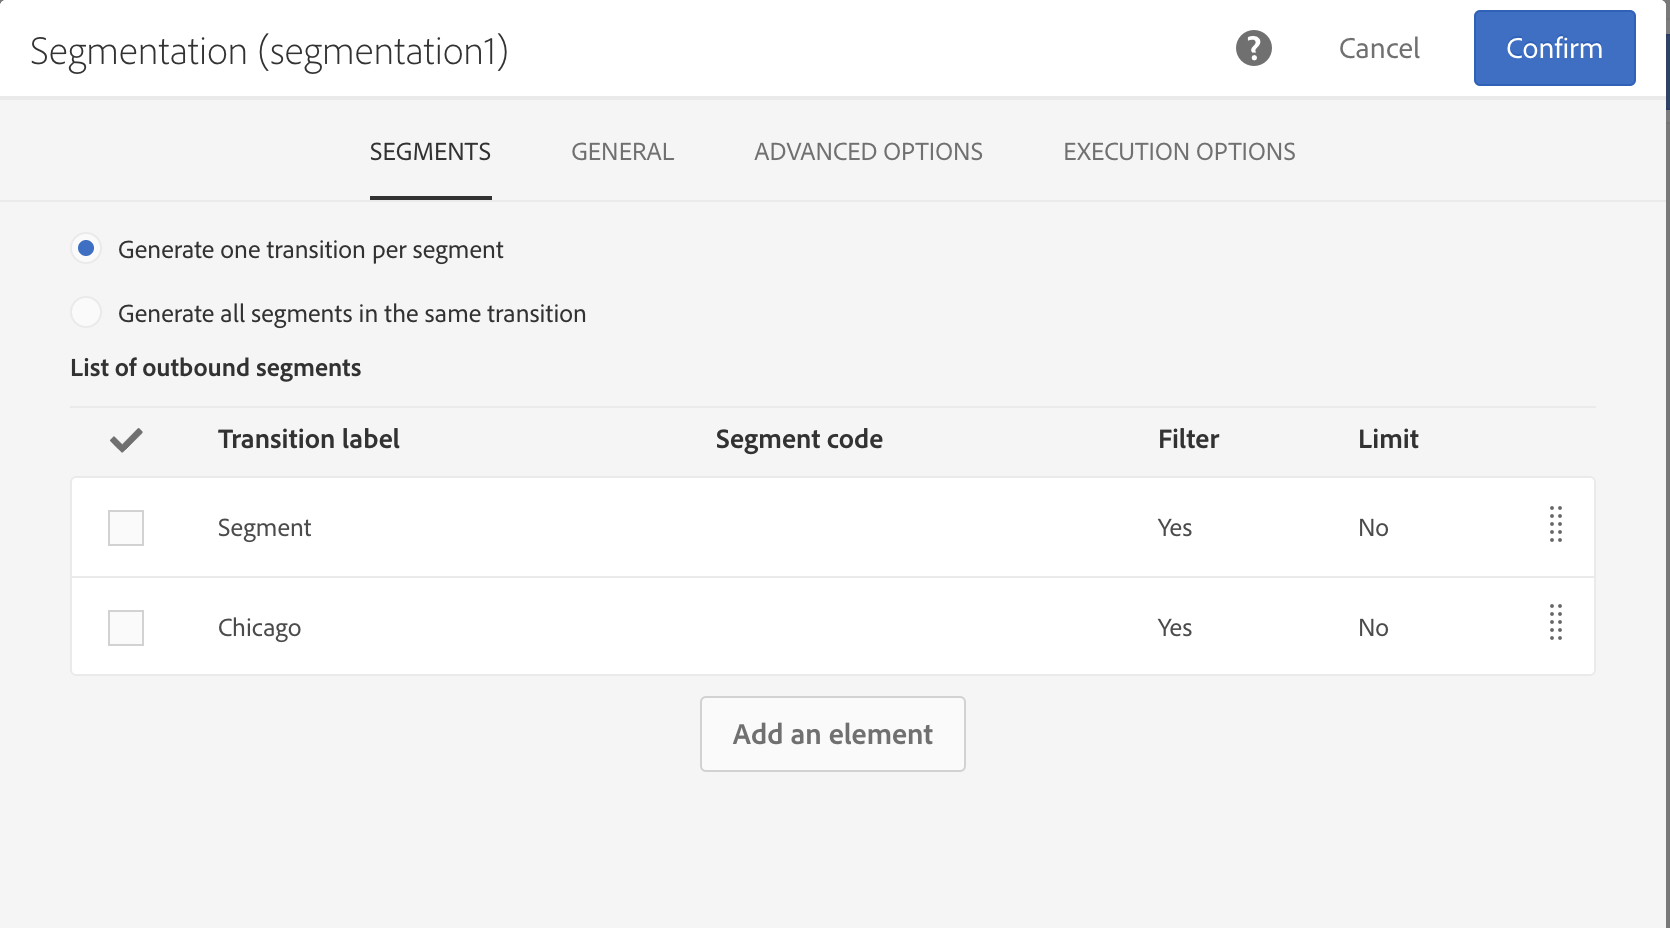 Segmentation (segmentation1)
? Cancel Confirm
SEGMENTS GENERAL ADVANCED OPTIONS EXECUTION OPTIONS
Generate one transition per segment
Generate all segments in the same transition
List of outbound segments
Transition label Segment code Filter Limit
Segment Yes No
Chicago Yes No
Add an element